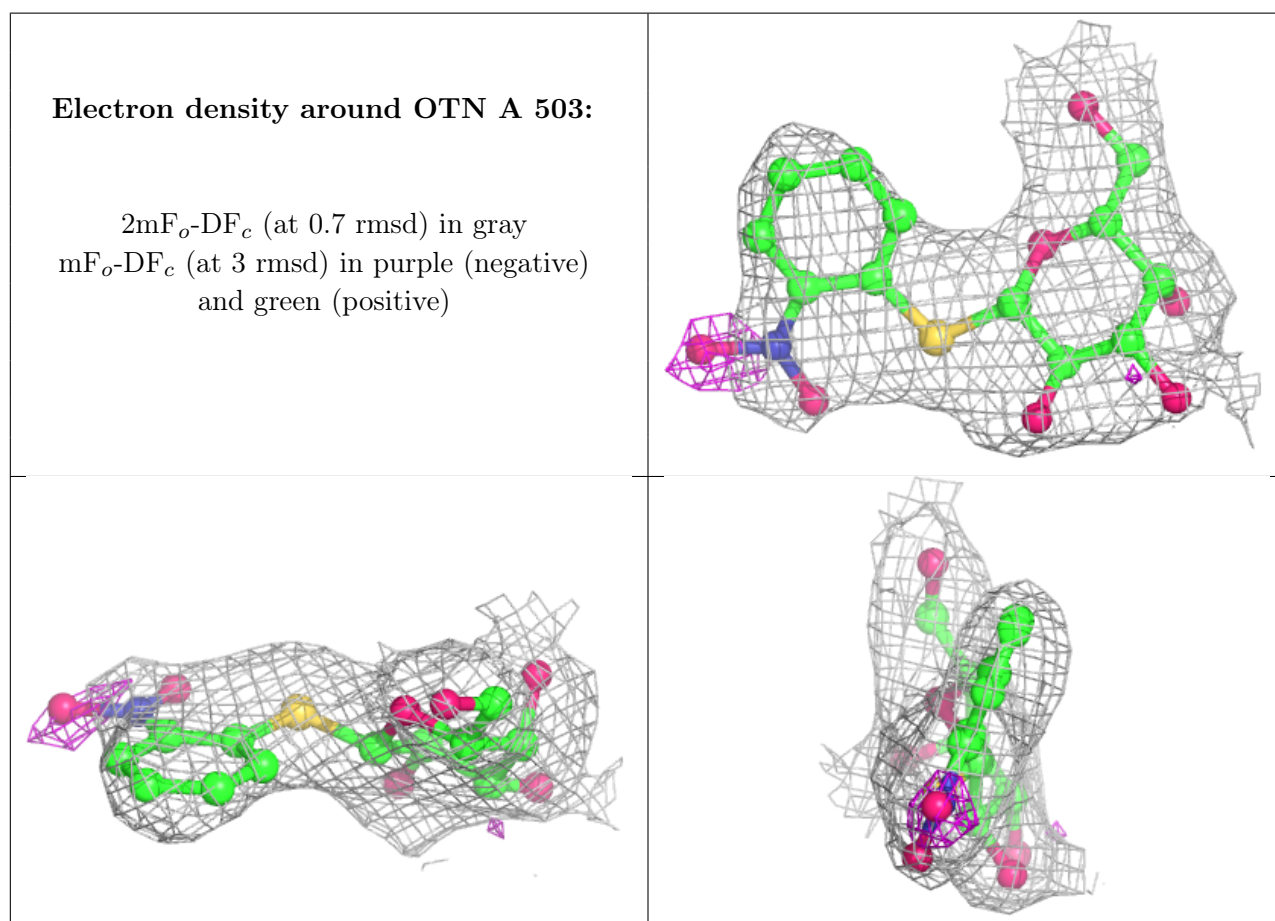 Electron density around OTN A 503:
2mFo-DFc (at 0.7 rmsd) in gray
mFo-DFc (at 3 rmsd) in purple (negative)
and green (positive)